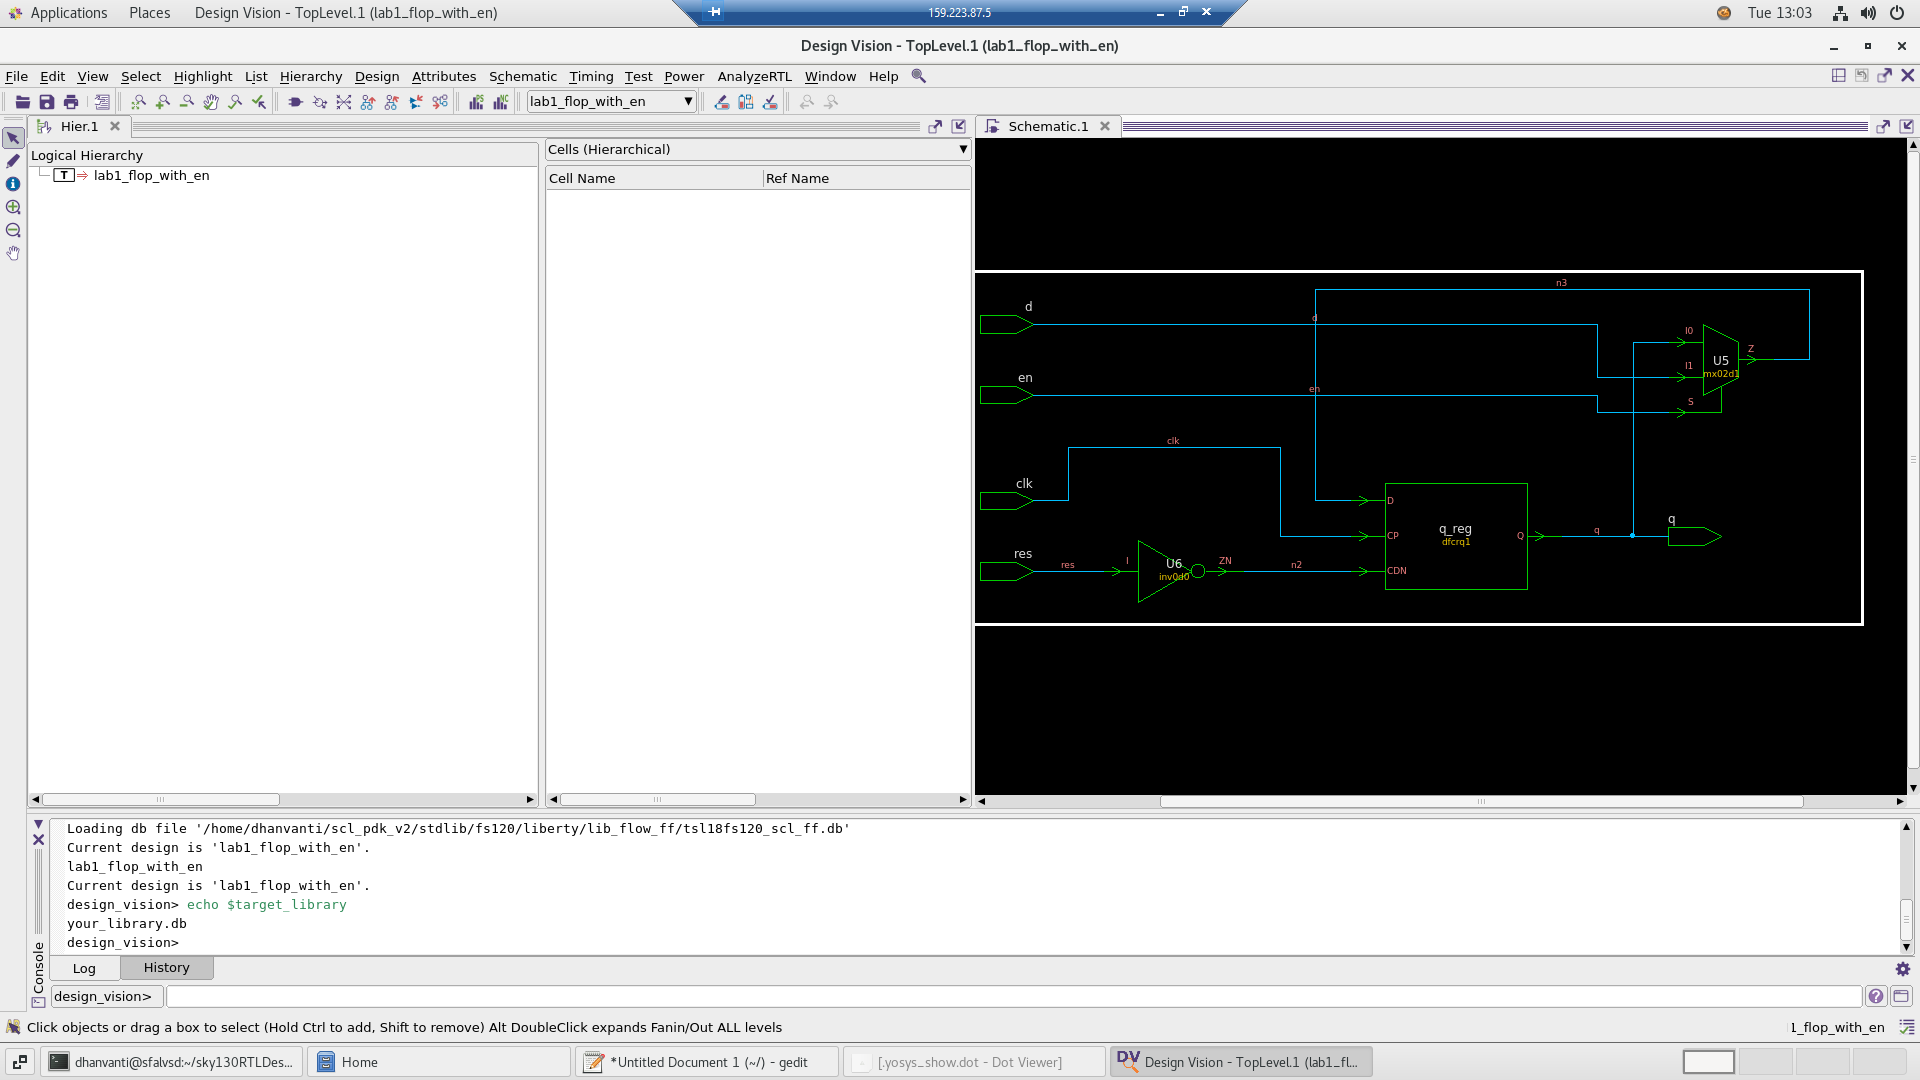 Applications Places Design Vision - TopLevel.1 (lab1_flop_with_en) 159.223.87.5 Tue 13:03
Design Vision - TopLevel.1 (lab1_flop_with_en)
File Edit View Select Highlight List Hierarchy Design Attributes Schematic Timing Test Power AnalyzeRTL Window Help
lab1_flop_with_en
Hier.1 Schematic.1
Logical Hierarchy
Cells (Hierarchical)
T lab1_flop_with_en
Cell Name Ref Name
n3
d
d
I0
Z
U5
I1
mx02d1
en
en
S
clk
clk
D
q
q_reg
CP
Q
q
dfcrq1
res
res
I
U6
inv0d0
ZN
n2
CDN
Loading db file '/home/dhanvanti/scl_pdk_v2/stdlib/fs120/liberty/lib_flow_ff/tsl18fs120_scl_ff.db'
Current design is 'lab1_flop_with_en'.
lab1_flop_with_en
Current design is 'lab1_flop_with_en'.
design_vision> echo $target_library
your_library.db
design_vision>
Console
Log History
design_vision>
Click objects or drag a box to select (Hold Ctrl to add, Shift to remove) Alt DoubleClick expands Fanin/Out ALL levels
1_flop_with_en
dhanvanti@sfalvsd:~/sky130RTLDes... Home *Untitled Document 1 (~/) - gedit [.yosys_show.dot - Dot Viewer] DV Design Vision - TopLevel.1 (lab1_fl...